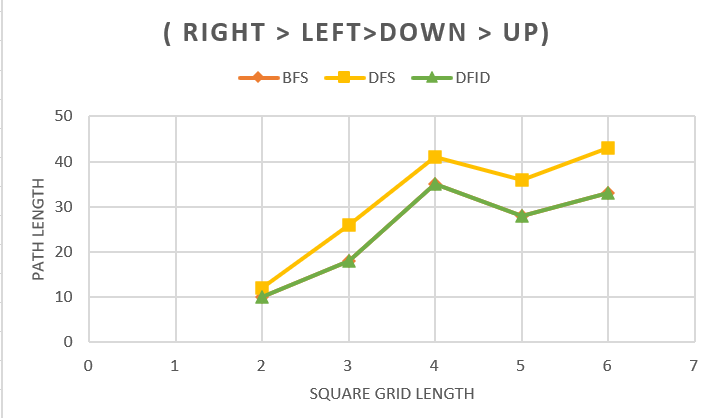 ( RIGHT > LEFT>DOWN > UP)
BFS DFS DFID
50
40
30
20
10
0
PATH LENGTH
0 1 2 3 4 5 6 7
SQUARE GRID LENGTH